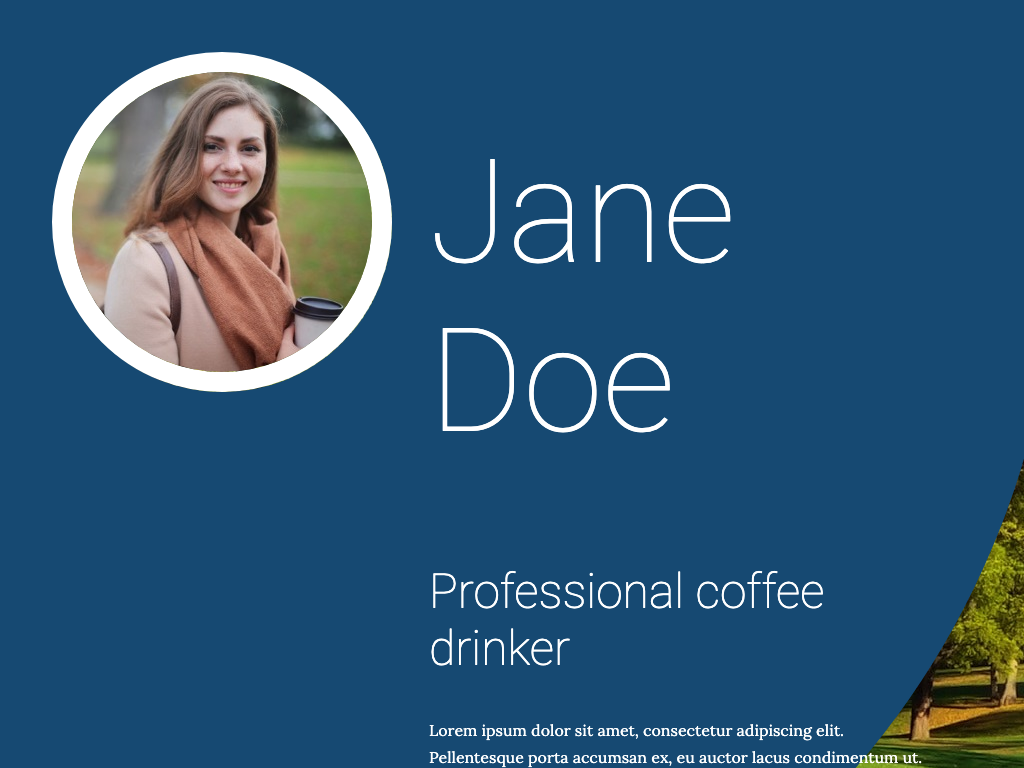 Jane
Doe
Professional coffee
drinker
Lorem ipsum dolor sit amet, consectetur adipiscing elit.
Pellentesque porta accumsan ex, eu auctor lacus condimentum ut.